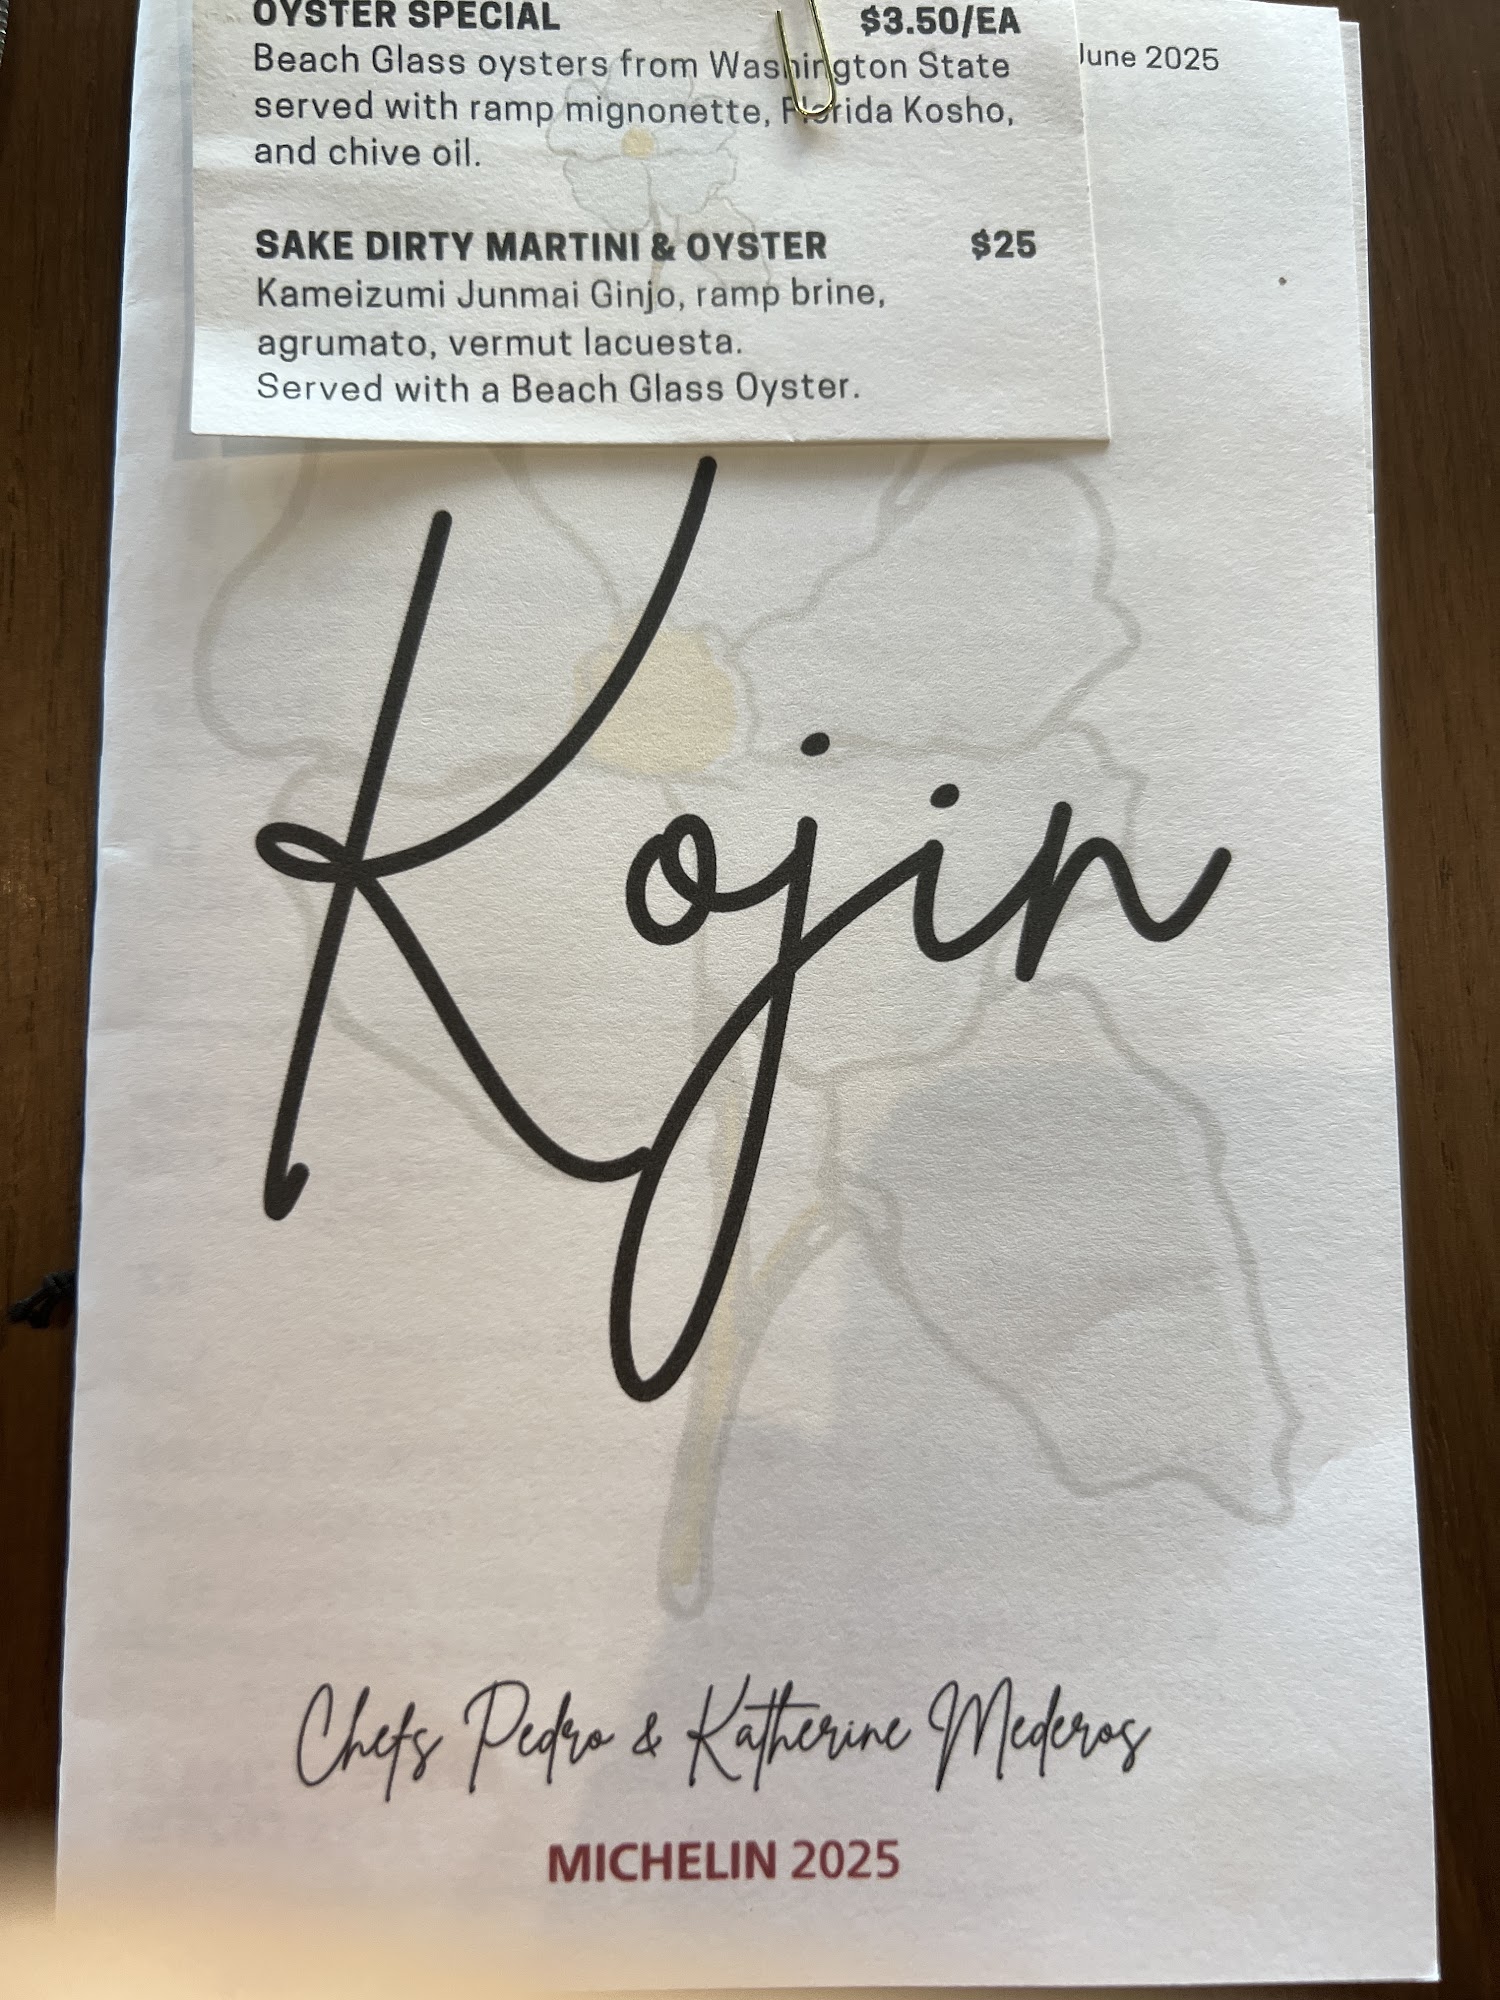 OYSTER SPECIAL $3.50/EA
Beach Glass oysters from Washington State
served with ramp mignonette, Florida Kosho,
and chive oil.
June 2025
SAKE DIRTY MARTINI & OYSTER $25
Kameizumi Junmai Ginjo, ramp brine,
agrumato, vermut lacuesta.
Served with a Beach Glass Oyster.
Kojin
Chefs Pedro & Katherine Mederos
MICHELIN 2025